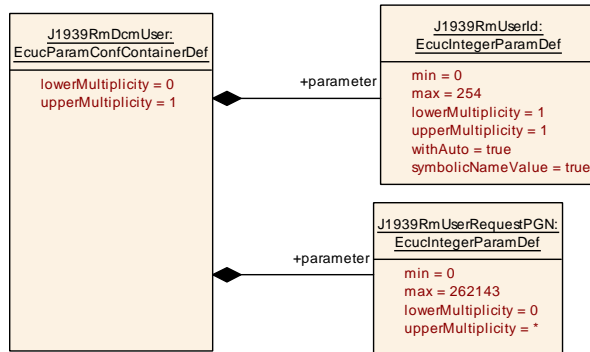 J1939RmDcmUser:
EcucParamConfContainerDef
lowerMultiplicity = 0
upperMultiplicity = 1
+parameter
J1939RmUserId:
EcucIntegerParamDef
min = 0
max = 254
lowerMultiplicity = 1
upperMultiplicity = 1
withAuto = true
symbolicNameValue = true
+parameter
J1939RmUserRequestPGN:
EcucIntegerParamDef
min = 0
max = 262143
lowerMultiplicity = 0
upperMultiplicity = *